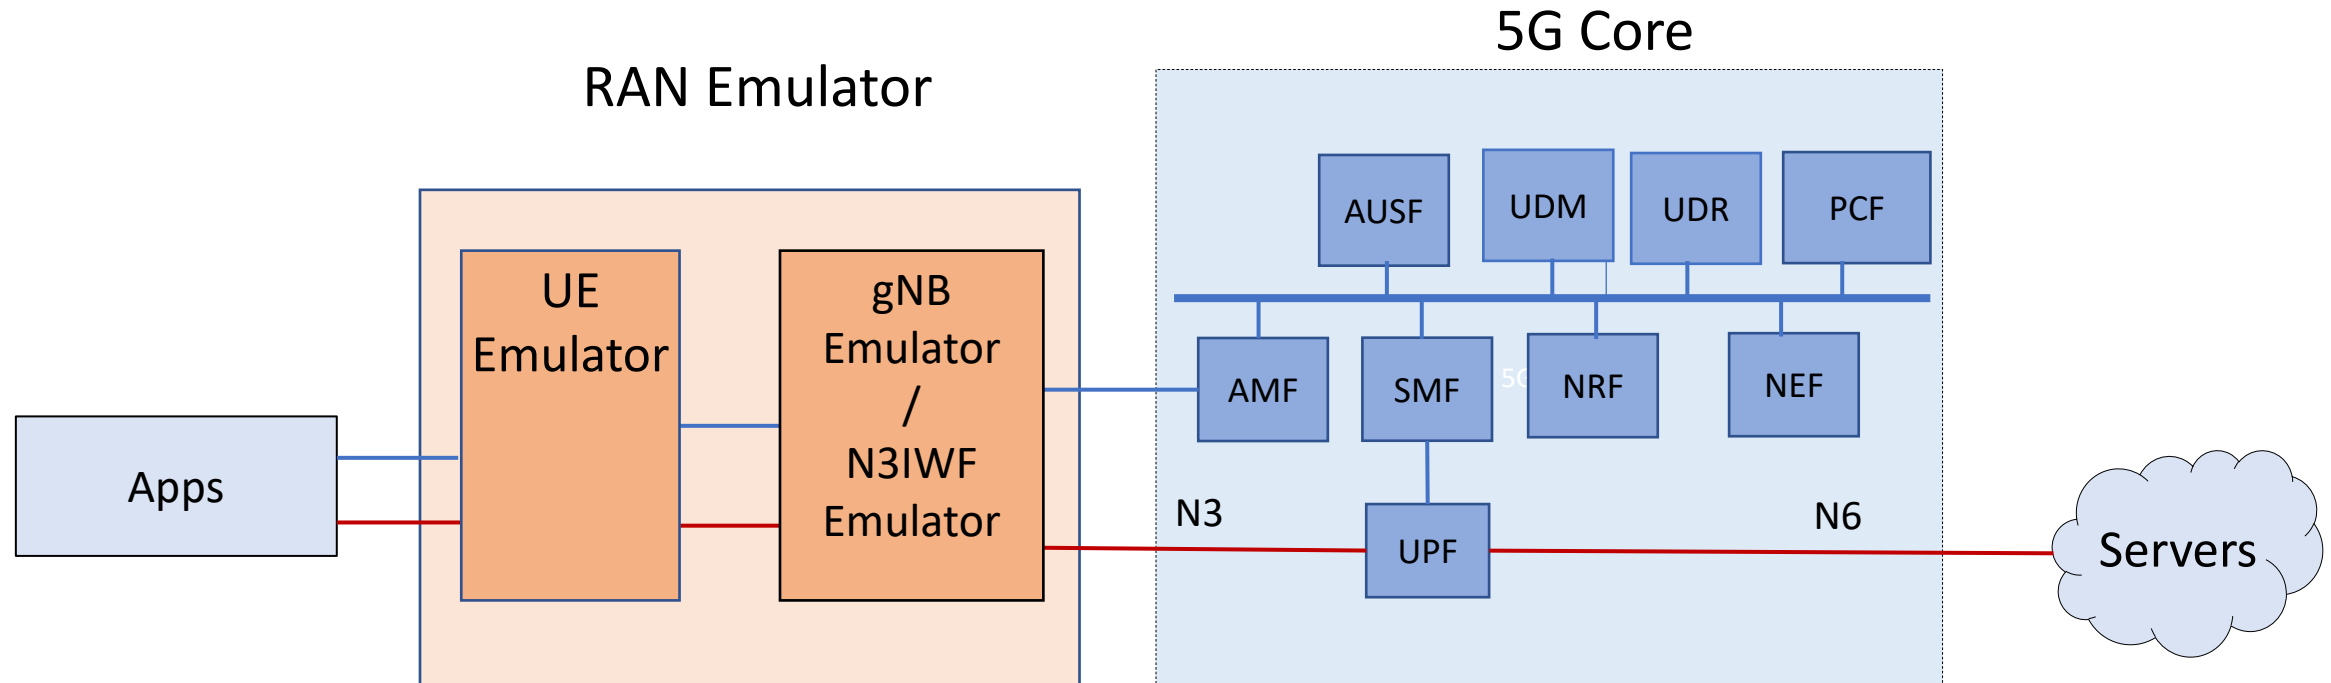 5G Core
RAN Emulator
AUSF
UDM
UDR
PCF
UE
Emulator
gNB
Emulator
/
N3IWF
Emulator
AMF
SMF
5G
NRF
NEF
Apps
N3
N6
UPF
Servers